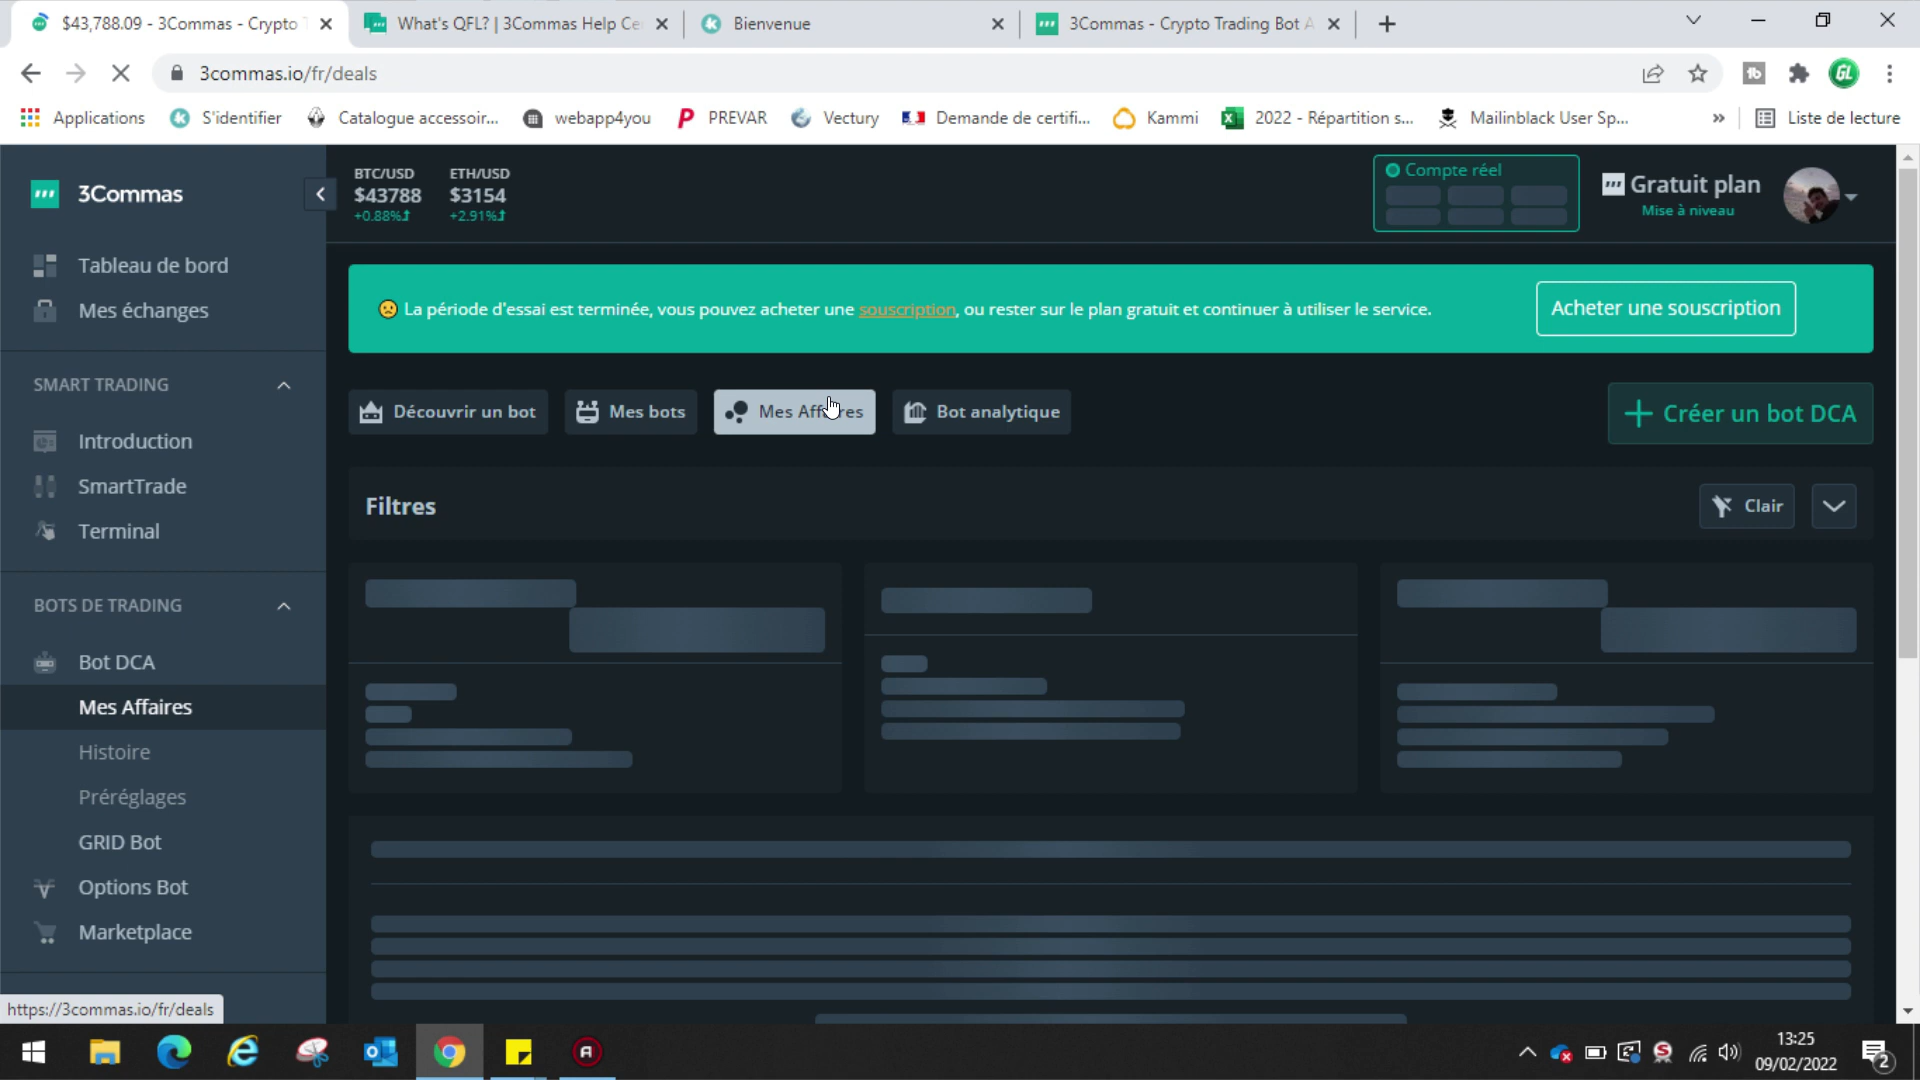 $43,788.09 - 3Commas - Crypto
What's QFL? | 3Commas Help Ce
Bienvenue
3Commas - Crypto Trading Bot A
3commas.io/fr/deals
Applications
S'identifier
Catalogue accessoir...
webapp4you
PREVAR
Vectury
Demande de certifi...
Kammi
2022 - Répartition s...
Mailinblack User Sp...
»
Liste de lecture
3Commas
BTC/USD
$43788
+0.88%
ETH/USD
$3154
+2.91%
Compte réel
Gratuit plan
Mise à niveau
Tableau de bord
Mes échanges
SMART TRADING
Introduction
SmartTrade
Terminal
BOTS DE TRADING
Bot DCA
Mes Affaires
Histoire
Préréglages
GRID Bot
Options Bot
Marketplace
La période d'essai est terminée, vous pouvez acheter une souscription, ou rester sur le plan gratuit et continuer à utiliser le service.
Acheter une souscription
Découvrir un bot
Mes bots
Mes Affaires
Bot analytique
Créer un bot DCA
Filtres
Clair
https://3commas.io/fr/deals
13:25
09/02/2022
2